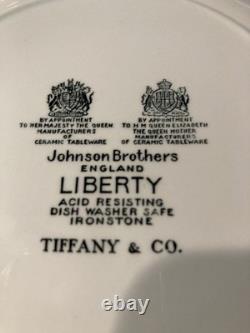 BY APPOINTMENT
TO HER MAJESTY THE QUEEN
MANUFACTURERS
OF
CERAMIC TABLEWARE
BY APPOINTMENT
TO H M QUEEN ELIZABETH
THE QUEEN MOTHER
MANUFACTURERS
OF CERAMIC TABLEWARE
Johnson Brothers
ENGLAND
LIBERTY
ACID RESISTING
DISH WASHER SAFE
IRONSTONE
TIFFANY & CO.
ebay